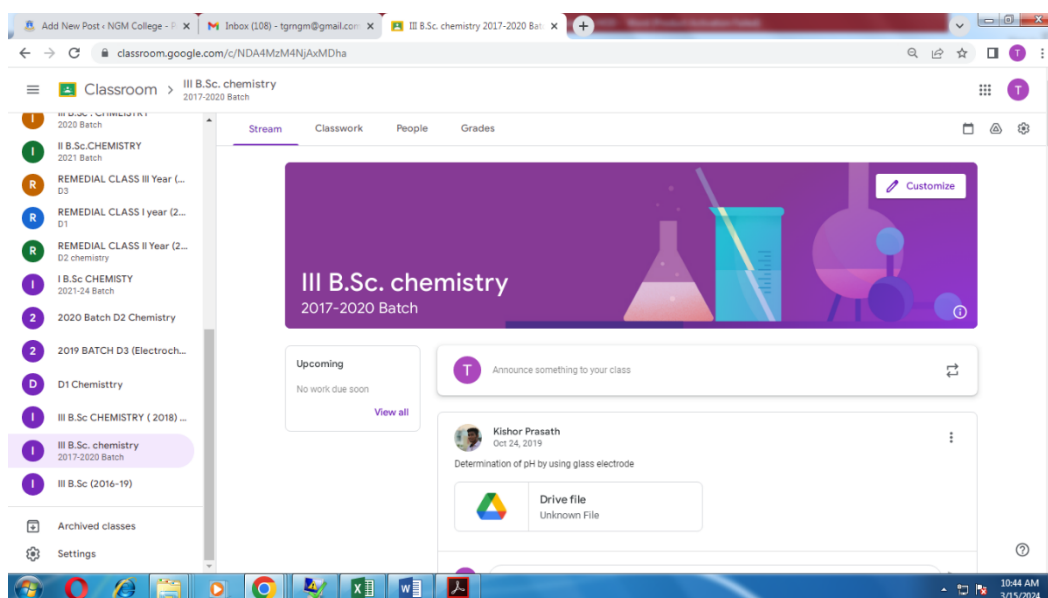 Add New Post ‹ NGM College - P
Inbox (108) - tgrngm@gmail.com
III B.Sc. chemistry 2017-2020 Bat
classroom.google.com/c/NDA4MzM4NjAxMDha
T
Classroom > III B.Sc. chemistry
2017-2020 Batch
T
2020 Batch
I
II B.Sc.CHEMISTRY
2021 Batch
R
REMEDIAL CLASS III Year (...
D3
R
REMEDIAL CLASS I year (2...
D1
R
REMEDIAL CLASS II Year (2...
D2 chemistry
I
I B.Sc CHEMISTY
2021-24 Batch
2
2020 Batch D2 Chemistry
2
2019 BATCH D3 (Electroch...
D
D1 Chemisttry
I
III B.Sc CHEMISTRY ( 2018) ...
I
III B.Sc. chemistry
2017-2020 Batch
I
III B.Sc (2016-19)
Archived classes
Settings
Stream Classwork People Grades
Customize
III B.Sc. chemistry
2017-2020 Batch
Upcoming
No work due soon
View all
T
Announce something to your class
Kishor Prasath
Oct 24, 2019
Determination of pH by using glass electrode
Drive file
Unknown File
10:44 AM
3/15/2024